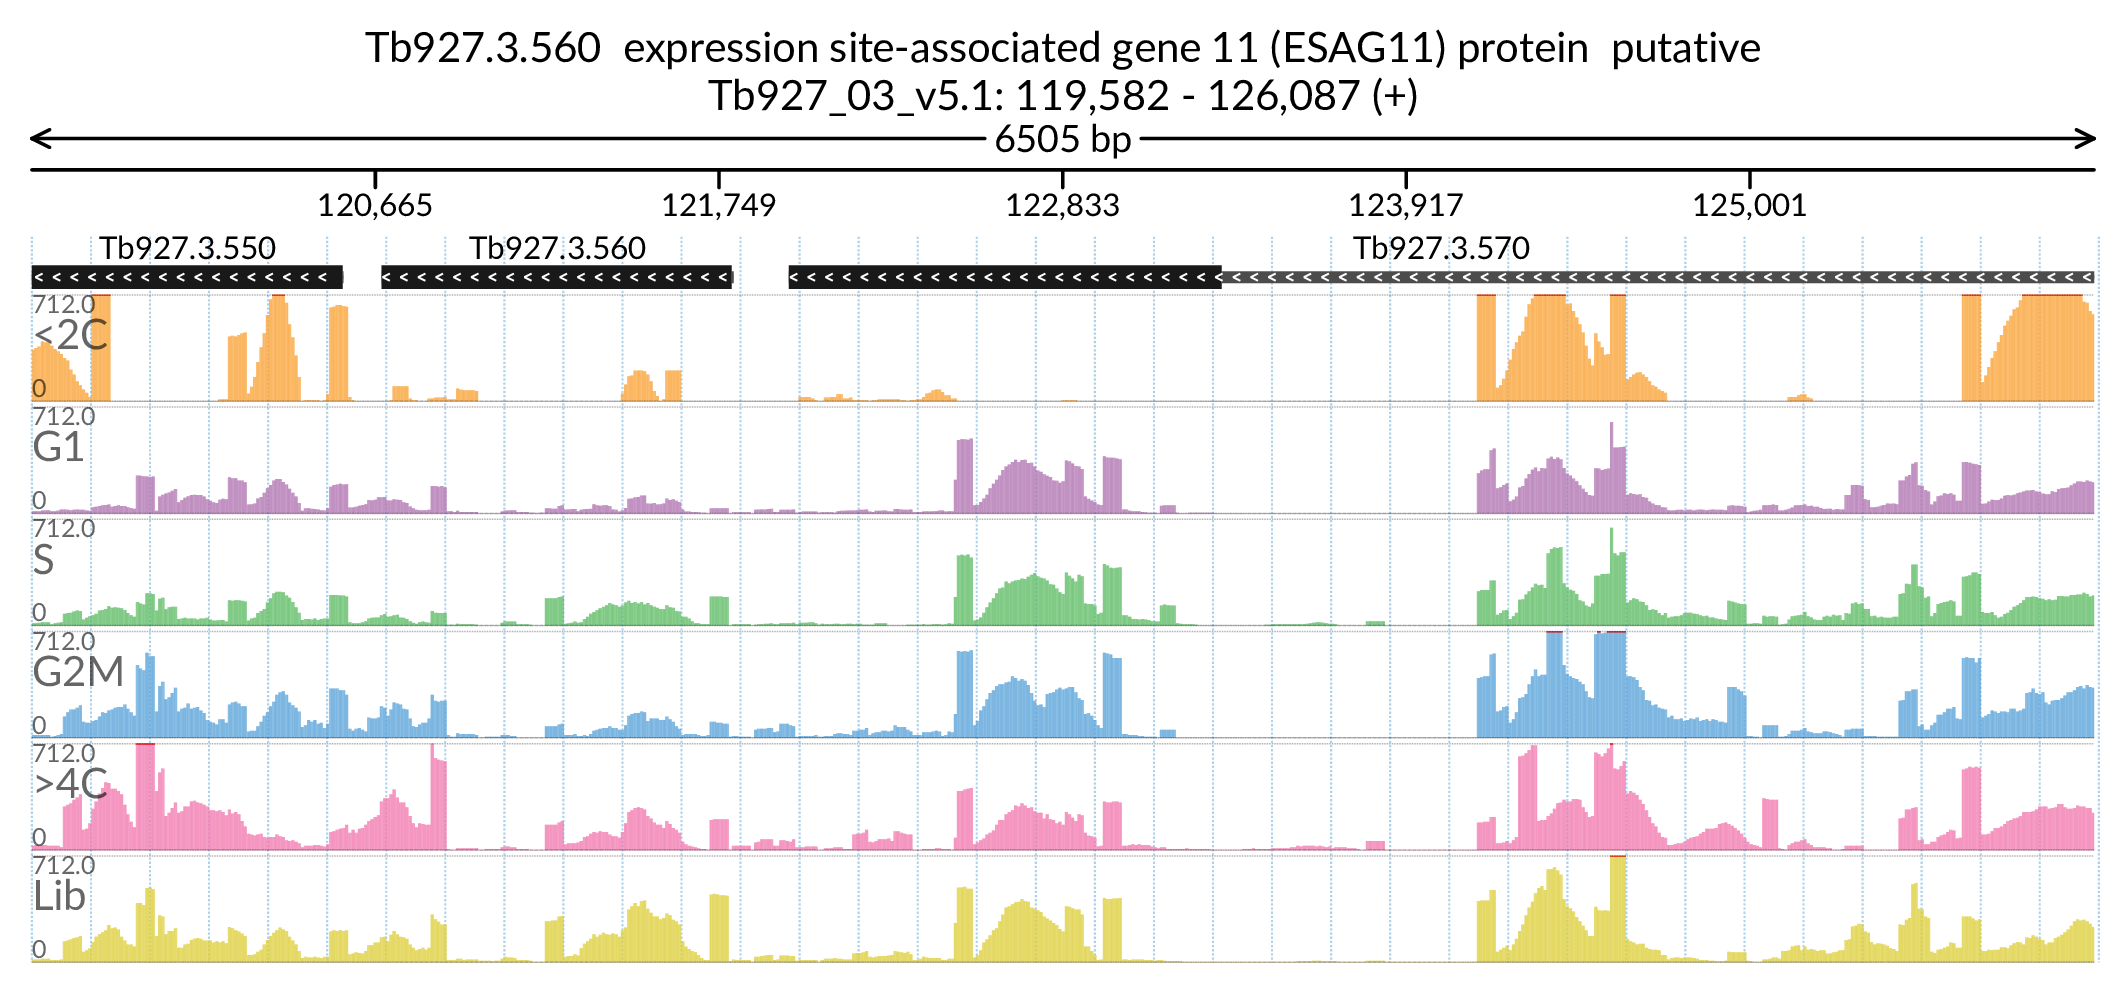 Tb927.3.560  expression site-associated gene 11 (ESAG11) protein  putative
Tb927_03_v5.1: 119,582 - 126,087 (+)
6505 bp
120,665 121,749 122,833 123,917 125,001
Tb927.3.550 Tb927.3.560 Tb927.3.570
712.0
<2C
0
712.0
G1
0
712.0
S
0
712.0
G2M
0
712.0
>4C
0
712.0
Lib
0